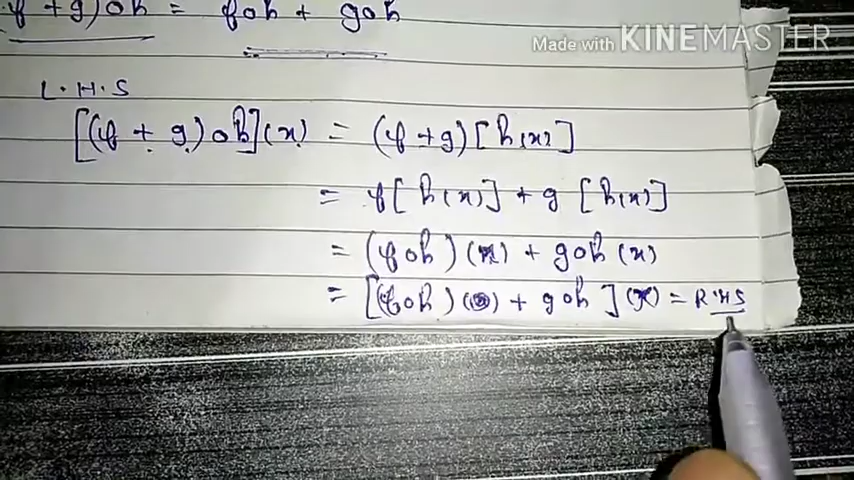 f + g) o h = f o h + g o h
Made with KINEMASTER
L.H.S
[(f + g) o h] (x) = (f + g) [h(x)]
= f [h(x)] + g [h(x)]
= (f o h) (x) + g o h (x)
= [(f o h) + g o h] (x) = R.H.S